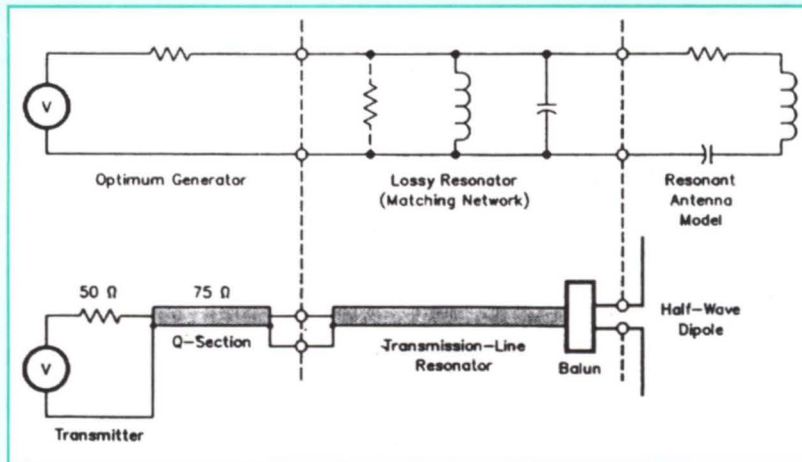 V
Optimum Generator
Lossy Resonator
(Matching Network)
Resonant
Antenna
Model
50 Ω
75 Ω
V
Q-Section
Transmission-Line
Resonator
Balun
Half-Wave
Dipole
Transmitter